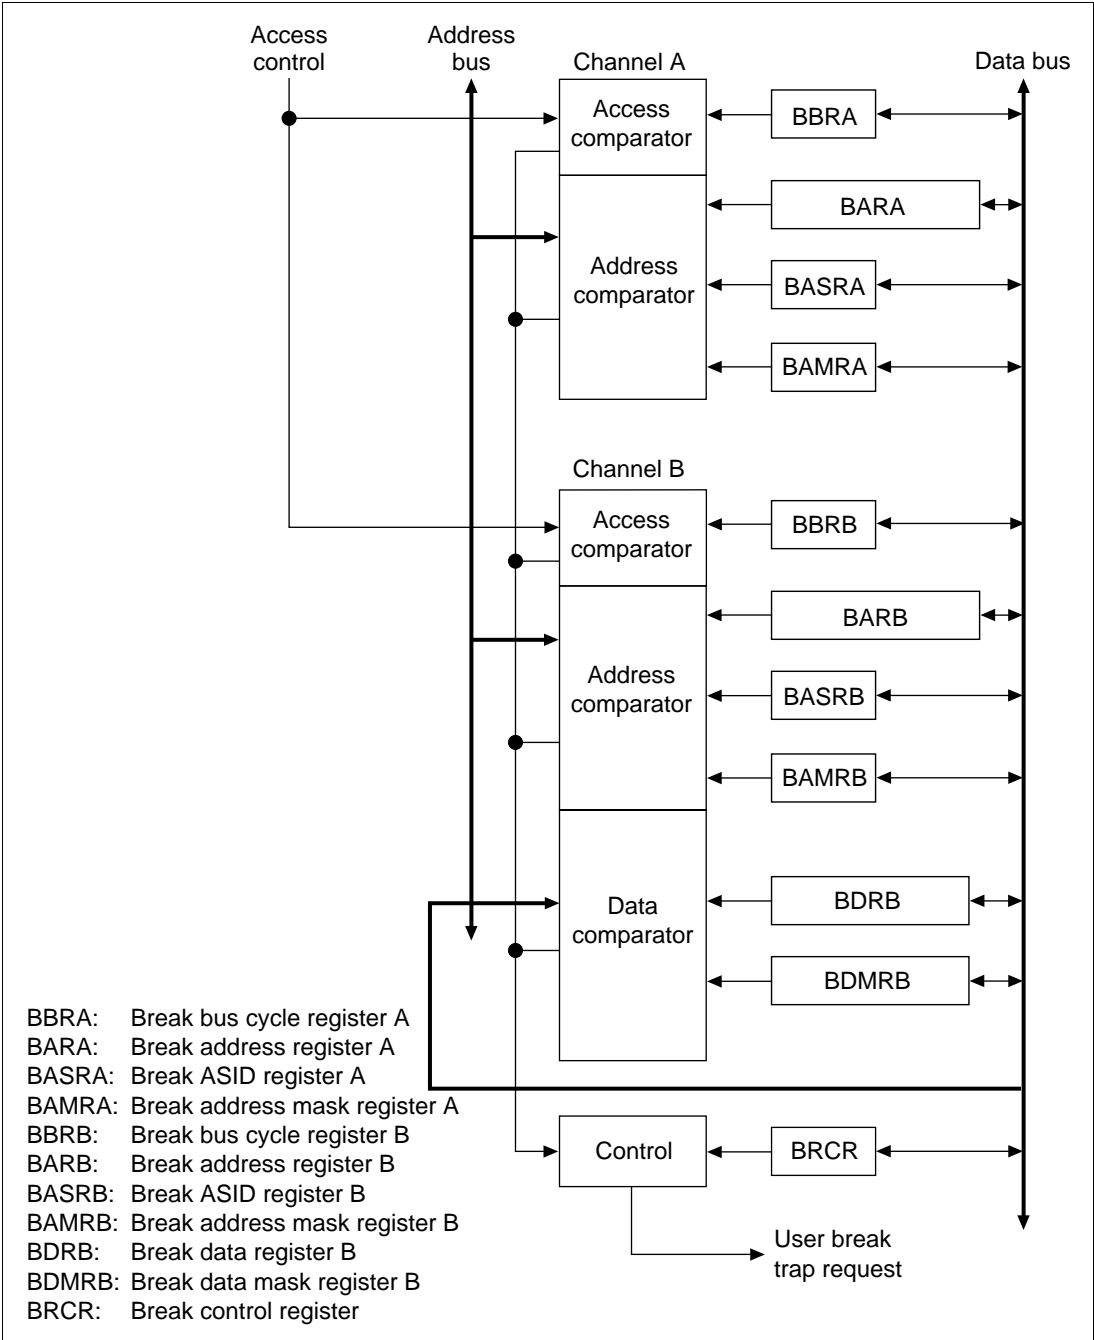 Access
control
Address
bus
Channel A
Data bus
Access
comparator
BBRA
BARA
Address
comparator
BASRA
BAMRA
Channel B
Access
comparator
BBRB
BARB
Address
comparator
BASRB
BAMRB
Data
comparator
BDRB
BDMRB
Control
BRCR
User break
trap request
BBRA: Break bus cycle register A
BARA: Break address register A
BASRA: Break ASID register A
BAMRA: Break address mask register A
BBRB: Break bus cycle register B
BARB: Break address register B
BASRB: Break ASID register B
BAMRB: Break address mask register B
BDRB: Break data register B
BDMRB: Break data mask register B
BRCR: Break control register